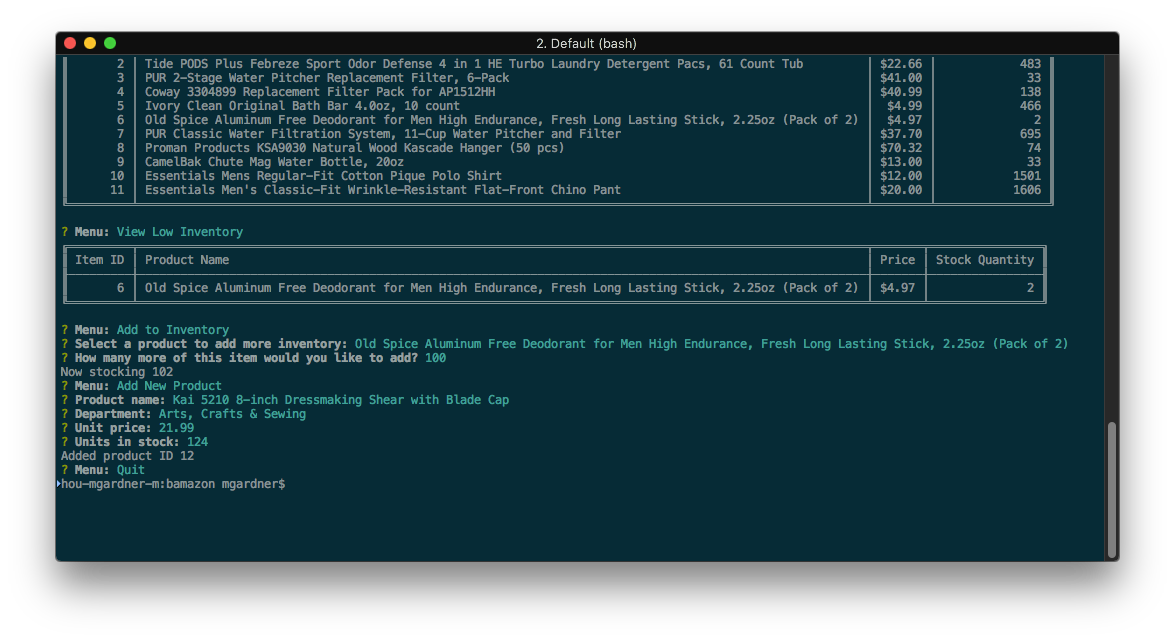 2. Default (bash)
2 Tide PODS Plus Febreze Sport Odor Defense 4 in 1 HE Turbo Laundry Detergent Pacs, 61 Count Tub $22.66 483
3 PUR 2-Stage Water Pitcher Replacement Filter, 6-Pack $41.00 33
4 Coway 3304899 Replacement Filter Pack for AP1512HH $40.99 138
5 Ivory Clean Original Bath Bar 4.0oz, 10 count $4.99 466
6 Old Spice Aluminum Free Deodorant for Men High Endurance, Fresh Long Lasting Stick, 2.25oz (Pack of 2) $4.97 2
7 PUR Classic Water Filtration System, 11-Cup Water Pitcher and Filter $37.70 695
8 Proman Products KSA9030 Natural Wood Kascade Hanger (50 pcs) $70.32 74
9 CamelBak Chute Mag Water Bottle, 20oz $13.00 33
10 Essentials Mens Regular-Fit Cotton Pique Polo Shirt $12.00 1501
11 Essentials Men's Classic-Fit Wrinkle-Resistant Flat-Front Chino Pant $20.00 1606
? Menu: View Low Inventory
Item ID Product Name Price Stock Quantity
6 Old Spice Aluminum Free Deodorant for Men High Endurance, Fresh Long Lasting Stick, 2.25oz (Pack of 2) $4.97 2
? Menu: Add to Inventory
? Select a product to add more inventory: Old Spice Aluminum Free Deodorant for Men High Endurance, Fresh Long Lasting Stick, 2.25oz (Pack of 2)
? How many more of this item would you like to add? 100
Now stocking 102
? Menu: Add New Product
? Product name: Kai 5210 8-inch Dressmaking Shear with Blade Cap
? Department: Arts, Crafts & Sewing
? Unit price: 21.99
? Units in stock: 124
Added product ID 12
? Menu: Quit
hou-mgardner-m:bamazon mgardner$